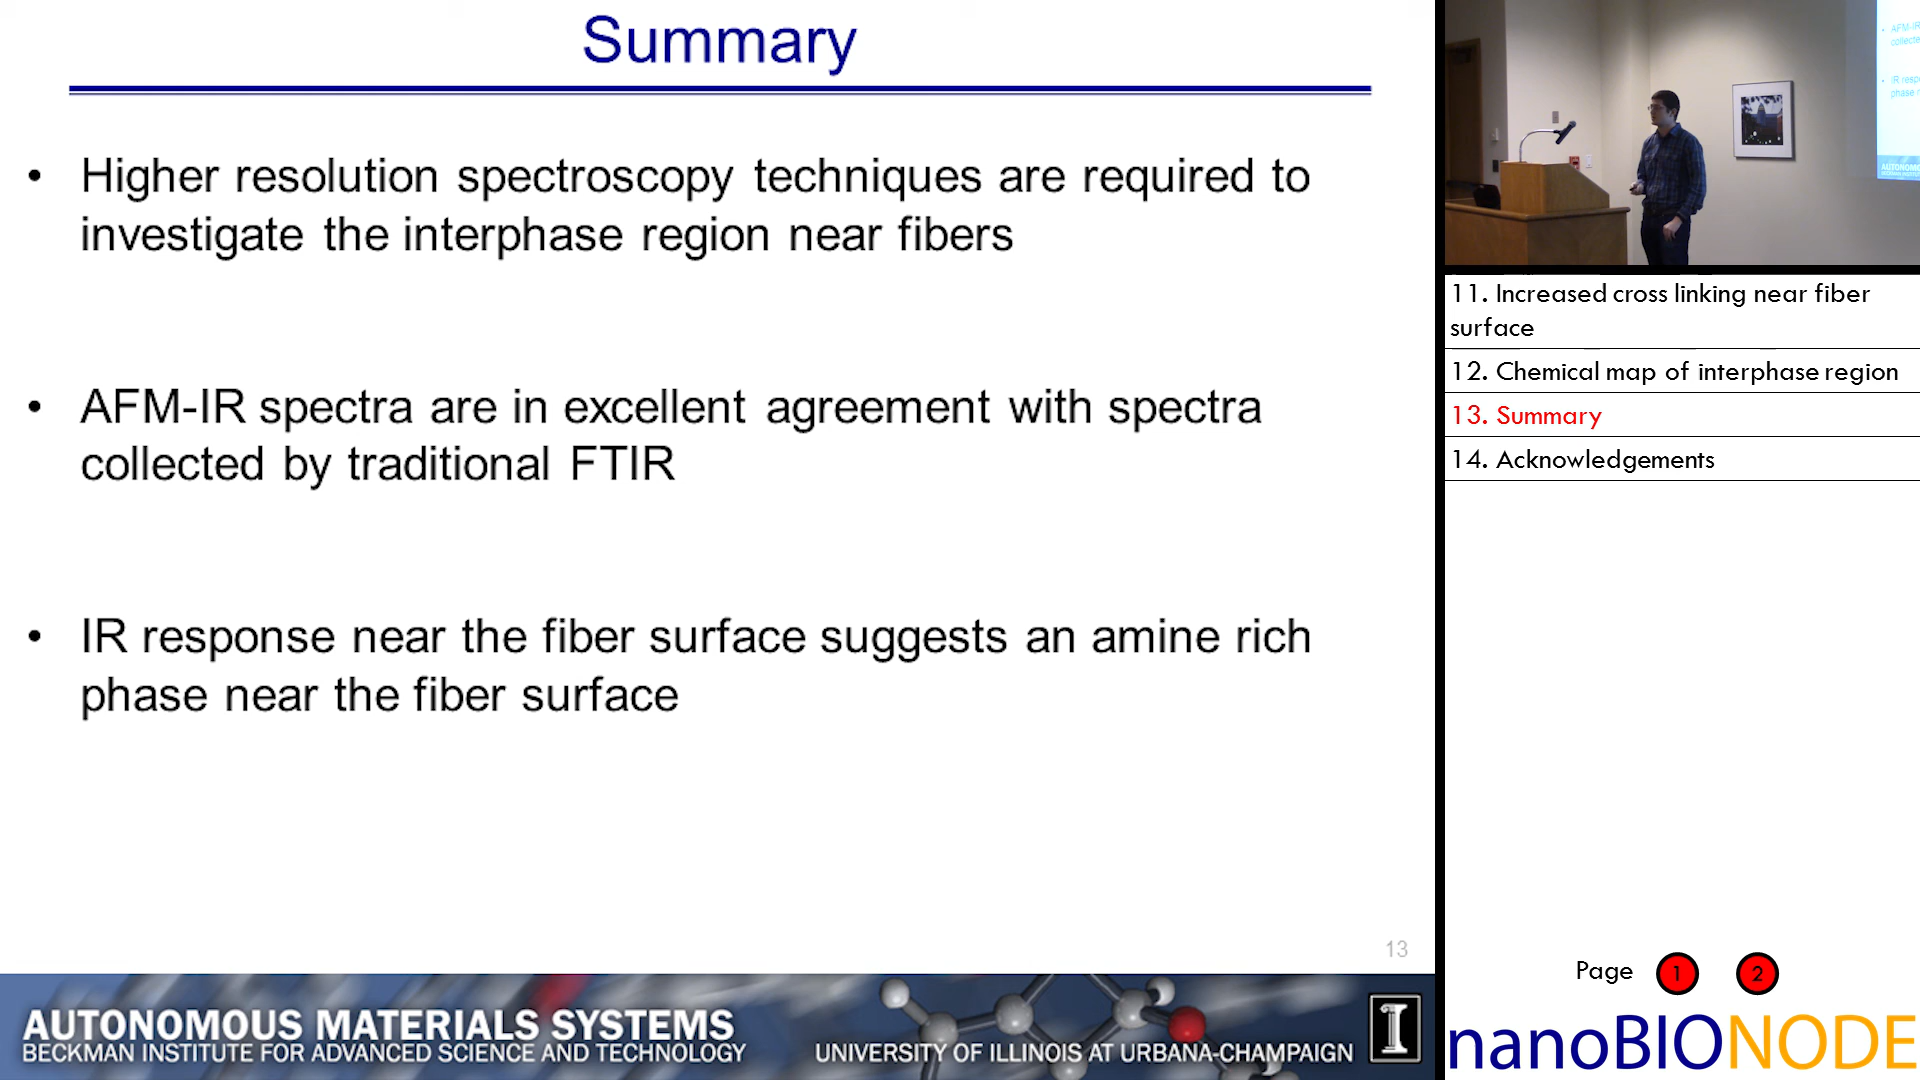 Summary
• Higher resolution spectroscopy techniques are required to
investigate the interphase region near fibers
• AFM-IR spectra are in excellent agreement with spectra
collected by traditional FTIR
• IR response near the fiber surface suggests an amine rich
phase near the fiber surface
13
AUTONOMOUS MATERIALS SYSTEMS
BECKMAN INSTITUTE FOR ADVANCED SCIENCE AND TECHNOLOGY
UNIVERSITY OF ILLINOIS AT URBANA-CHAMPAIGN
I
11. Increased cross linking near fiber
surface
12. Chemical map of interphase region
13. Summary
14. Acknowledgements
Page 1 2
nanoBIONODE